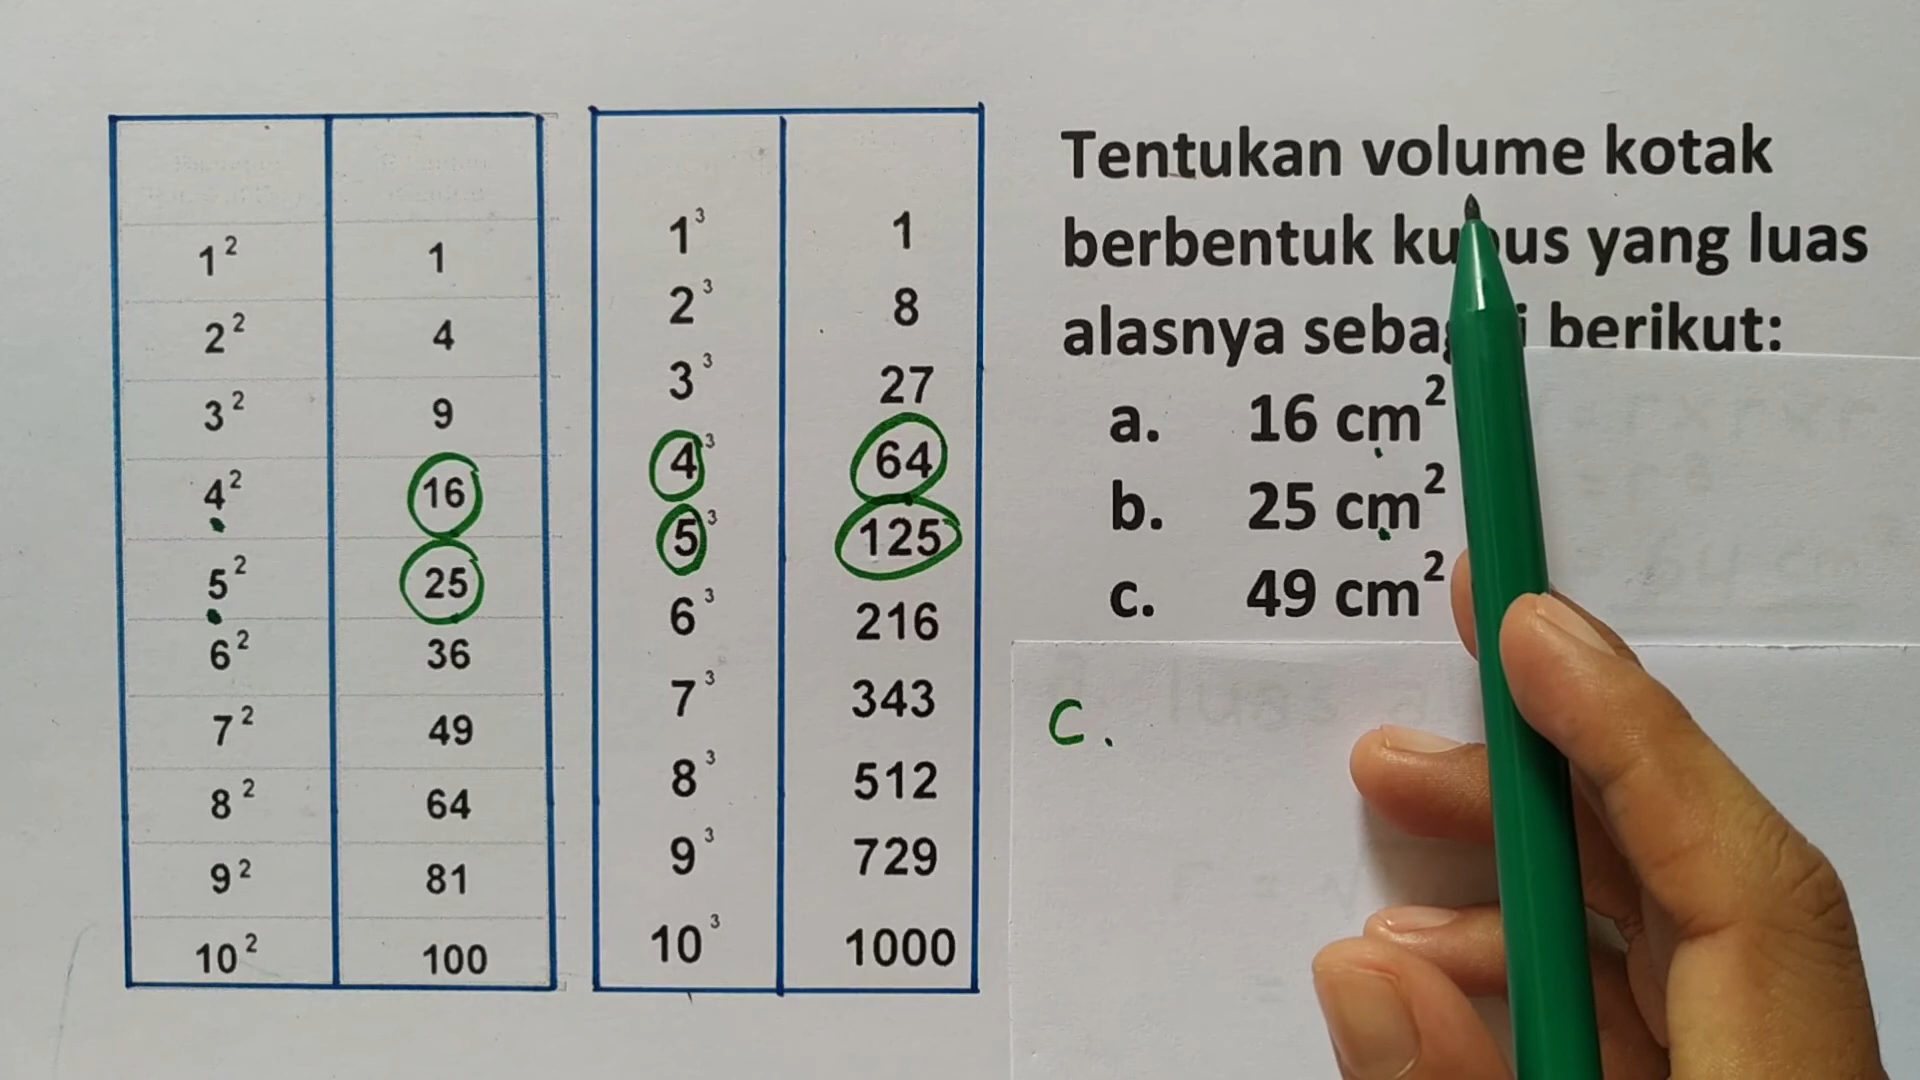 1² 1
2² 4
3² 9
4² 16
5² 25
6² 36
7² 49
8² 64
9² 81
10² 100
1³ 1
2³ 8
3³ 27
4³ 64
5³ 125
6³ 216
7³ 343
8³ 512
9³ 729
10³ 1000
Tentukan volume kotak
berbentuk ku us yang luas
alasnya berikut:
a. 16 cm²
b. 25 cm²
c. 49 cm²
C.